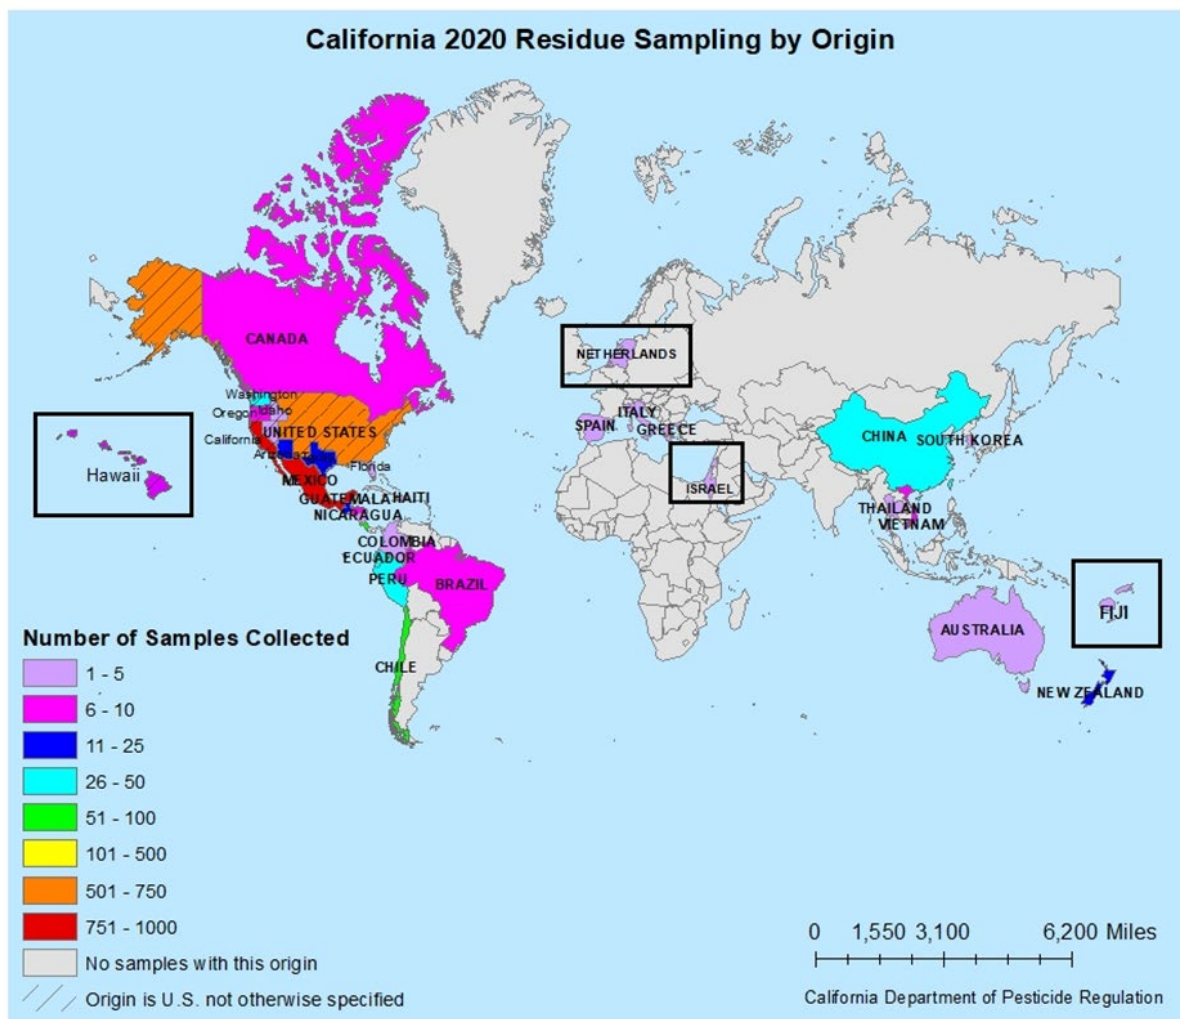 California 2020 Residue Sampling by Origin
CANADA
Washington
Oregon Idaho
California
UNITED STATES
Florida
MEXICO
GUATEMALA HAITI
NICARAGUA
COLOMBIA
ECUADOR
PERU
BRAZIL
CHILE
Hawaii
NETHERLANDS
ITALY
SPAIN
GREECE
ISRAEL
CHINA
SOUTH KOREA
THAILAND
VIETNAM
AUSTRALIA
FIJI
NEW ZEALAND
Number of Samples Collected
1 - 5
6 - 10
11 - 25
26 - 50
51 - 100
101 - 500
501 - 750
751 - 1000
No samples with this origin
Origin is U.S. not otherwise specified
0 1,550 3,100 6,200 Miles
California Department of Pesticide Regulation